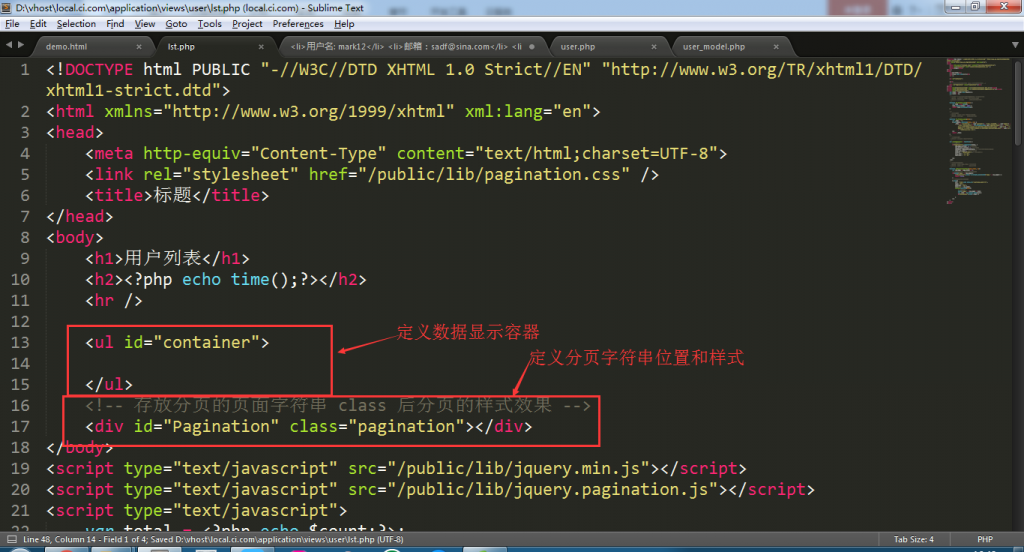 D:\vhost\local.ci.com\application\views\user\lst.php (local.ci.com) - Sublime Text
File Edit Selection Find View Goto Tools Project Preferences Help
demo.html × lst.php × <li>用户名: mark12</li> <li>邮箱：sadf@sina.com</li> <li user.php × user_model.php ×
1 <!DOCTYPE html PUBLIC "-//W3C//DTD XHTML 1.0 Strict//EN" "http://www.w3.org/TR/xhtml1/DTD/
xhtml1-strict.dtd">
2 <html xmlns="http://www.w3.org/1999/xhtml" xml:lang="en">
3 <head>
4 <meta http-equiv="Content-Type" content="text/html;charset=UTF-8">
5 <link rel="stylesheet" href="/public/lib/pagination.css" />
6 <title>标题</title>
7 </head>
8 <body>
9 <h1>用户列表</h1>
10 <h2><?php echo time();?></h2>
11 <hr />
12
定义数据显示容器
13 <ul id="container">
定义分页字符串位置和样式
14
15 </ul>
16 <!-- 存放分页的页面字符串 class 后分页的样式效果 -->
17 <div id="Pagination" class="pagination"></div>
18 </body>
19 <script type="text/javascript" src="/public/lib/jquery.min.js"></script>
20 <script type="text/javascript" src="/public/lib/jquery.pagination.js"></script>
21 <script type="text/javascript">
22 var total = <?php echo $count;?>;
Line 48, Column 14 - Field 1 of 4; Saved D:\vhost\local.ci.com\application\views\user\lst.php (UTF-8) Tab Size: 4 PHP